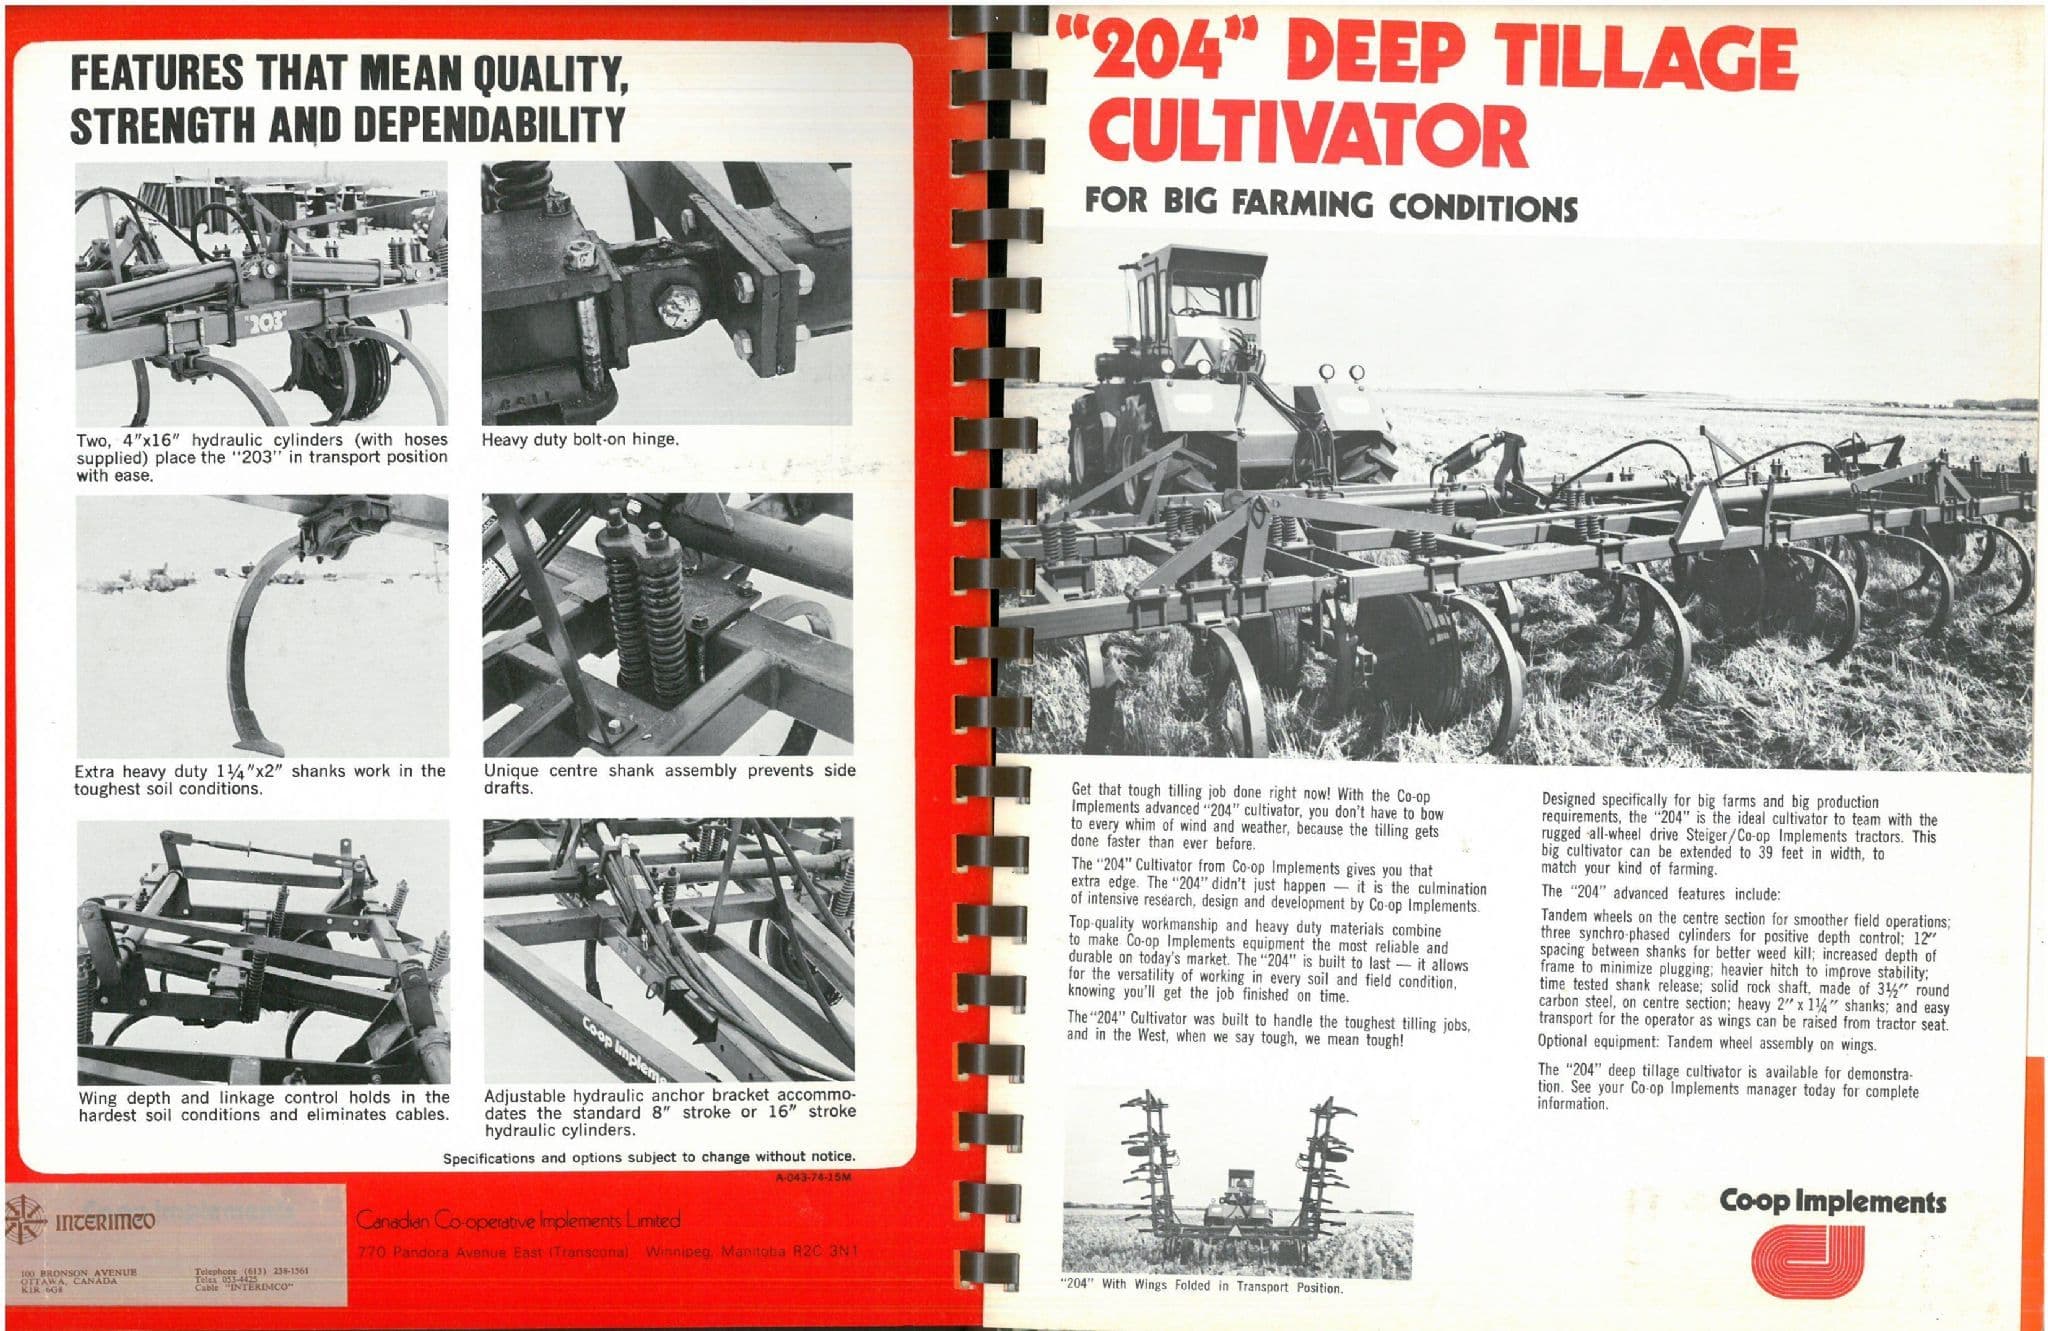 FEATURES THAT MEAN QUALITY,
STRENGTH AND DEPENDABILITY
"203"
Two, 4"x16" hydraulic cylinders (with hoses
supplied) place the "203" in transport position
with ease.
Heavy duty bolt-on hinge.
Extra heavy duty 1¼"x2" shanks work in the
toughest soil conditions.
Unique centre shank assembly prevents side
drafts.
Wing depth and linkage control holds in the
hardest soil conditions and eliminates cables.
Co-op Implem
Adjustable hydraulic anchor bracket accommo-
dates the standard 8" stroke or 16" stroke
hydraulic cylinders.
Specifications and options subject to change without notice.
A-043-74-15M
INTERIMCO
100 BRONSON AVENUE
OTTAWA, CANADA
K1R 6G8
Telephone (613) 238-1561
Telex 053-4425
Cable "INTERIMCO"
Canadian Co-operative Implements Limited
770 Pandora Avenue East (Transcona) Winnipeg, Manitoba R2C 3N1
"204" DEEP TILLAGE
CULTIVATOR
FOR BIG FARMING CONDITIONS
Get that tough tilling job done right now! With the Co-op
Implements advanced "204" cultivator, you don't have to bow
to every whim of wind and weather, because the tilling gets
done faster than ever before.
The "204" Cultivator from Co-op Implements gives you that
extra edge. The "204" didn't just happen — it is the culmination
of intensive research, design and development by Co-op Implements.
Top-quality workmanship and heavy duty materials combine
to make Co-op Implements equipment the most reliable and
durable on today's market. The "204" is built to last — it allows
for the versatility of working in every soil and field condition,
knowing you'll get the job finished on time.
The "204" Cultivator was built to handle the toughest tilling jobs,
and in the West, when we say tough, we mean tough!
"204" With Wings Folded in Transport Position.
Designed specifically for big farms and big production
requirements, the "204" is the ideal cultivator to team with the
rugged all-wheel drive Steiger/Co-op Implements tractors. This
big cultivator can be extended to 39 feet in width, to
match your kind of farming.
The "204" advanced features include:
Tandem wheels on the centre section for smoother field operations;
three synchro-phased cylinders for positive depth control; 12"
spacing between shanks for better weed kill; increased depth of
frame to minimize plugging; heavier hitch to improve stability;
time tested shank release; solid rock shaft, made of 3½" round
carbon steel, on centre section; heavy 2" x 1¼" shanks; and easy
transport for the operator as wings can be raised from tractor seat.
Optional equipment: Tandem wheel assembly on wings.
The "204" deep tillage cultivator is available for demonstra-
tion. See your Co-op Implements manager today for complete
information.
Co-op Implements